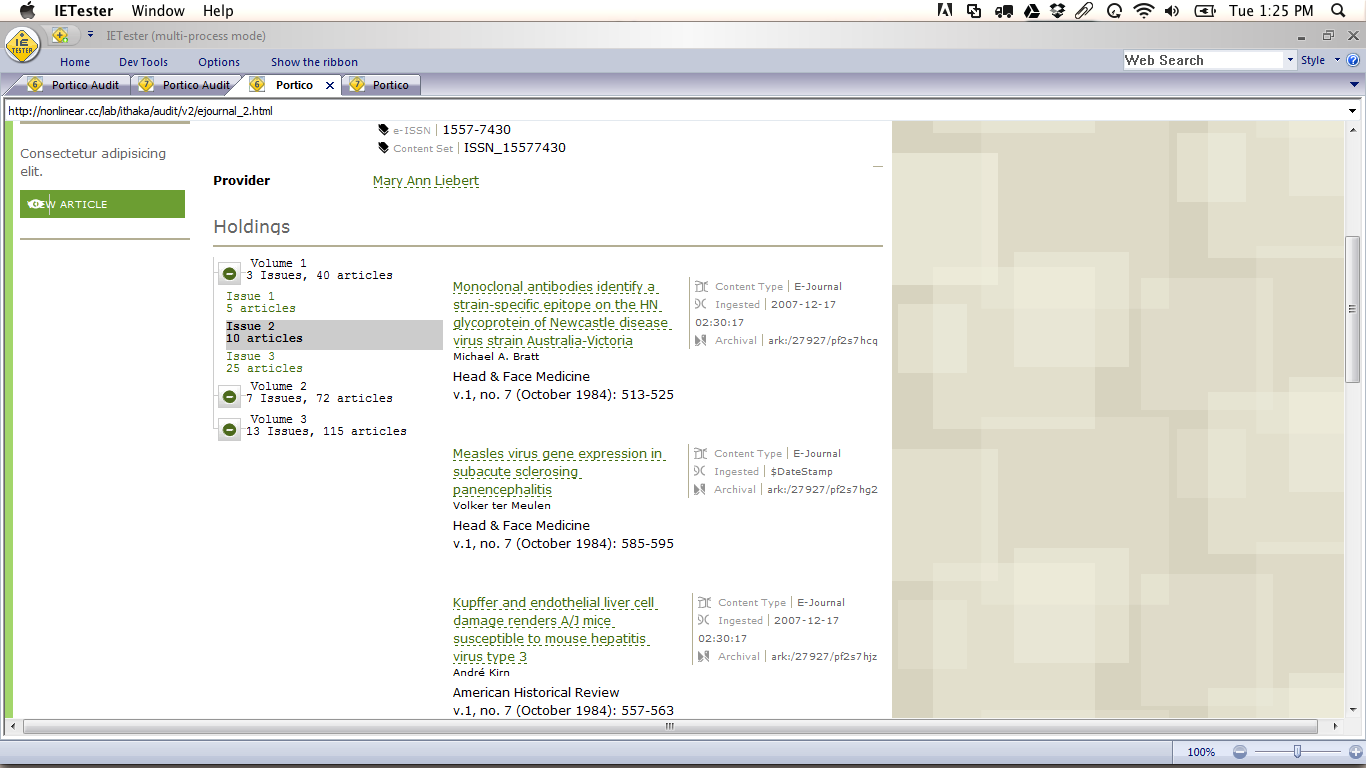 IETester Window Help
Tue 1:25 PM
IETester (multi-process mode)
Home Dev Tools Options Show the ribbon
Web Search Style
6 Portico Audit 7 Portico Audit 6 Portico x 7 Portico
http://nonlinear.cc/lab/ithaka/audit/v2/ejournal_2.html
Consectetur adipisicing
elit.
VIEW ARTICLE
e-ISSN | 1557-7430
Content Set | ISSN_15577430
Provider Mary Ann Liebert
Holdings
Volume 1
3 Issues, 40 articles
Issue 1
5 articles
Issue 2
10 articles
Issue 3
25 articles
Volume 2
7 Issues, 72 articles
Volume 3
13 Issues, 115 articles
Monoclonal antibodies identify a
strain-specific epitope on the HN
glycoprotein of Newcastle disease
virus strain Australia-Victoria
Michael A. Bratt
Head & Face Medicine
v.1, no. 7 (October 1984): 513-525
Content Type | E-Journal
Ingested | 2007-12-17
02:30:17
Archival | ark:/27927/pf2s7hcq
Measles virus gene expression in
subacute sclerosing
panencephalitis
Volker ter Meulen
Head & Face Medicine
v.1, no. 7 (October 1984): 585-595
Content Type | E-Journal
Ingested | $DateStamp
Archival | ark:/27927/pf2s7hg2
Kupffer and endothelial liver cell
damage renders A/J mice
susceptible to mouse hepatitis
virus type 3
André Kirn
American Historical Review
v.1, no. 7 (October 1984): 557-563
Content Type | E-Journal
Ingested | 2007-12-17
02:30:17
Archival | ark:/27927/pf2s7hjz
100%